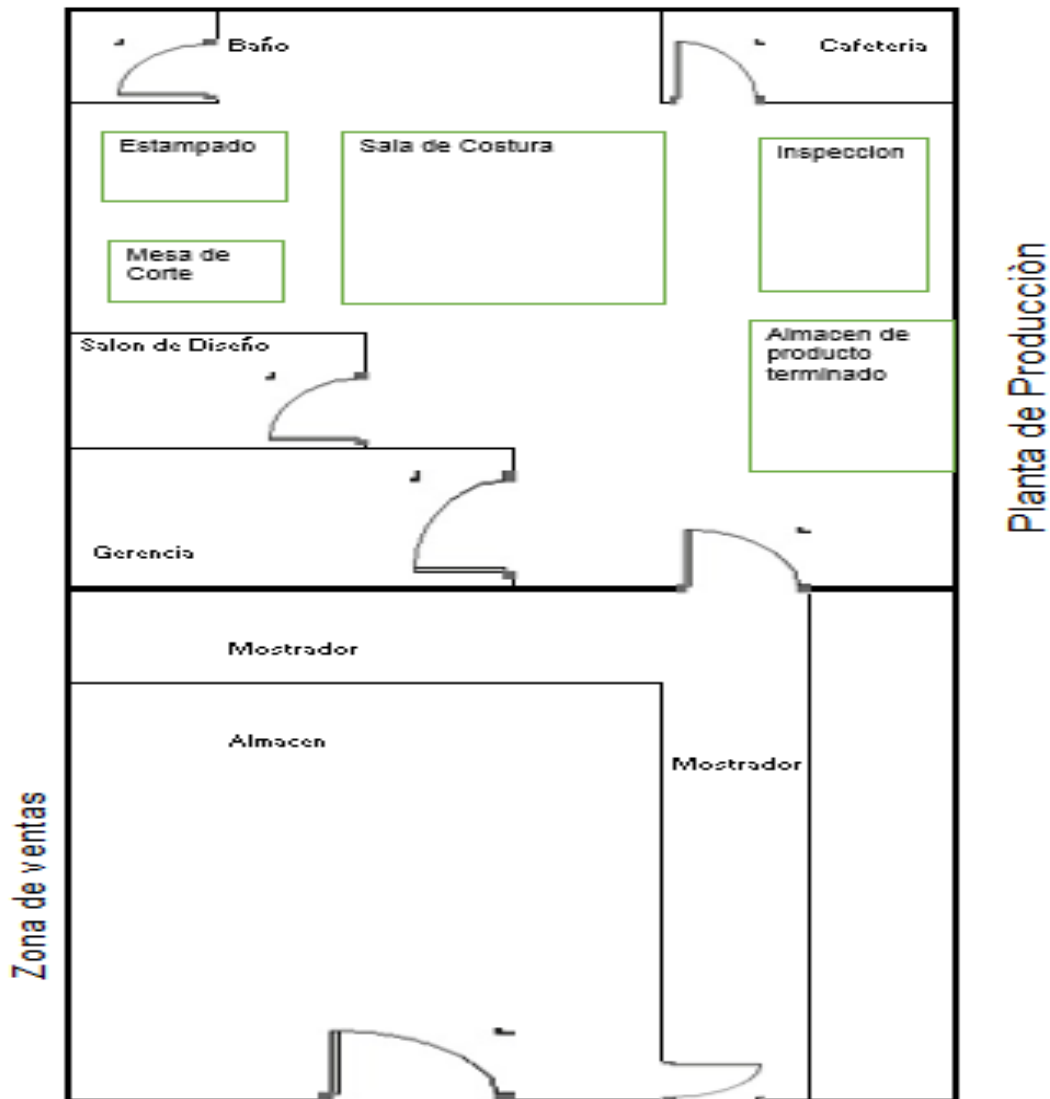 Baño
Cafeteria
Estampado
Sala de Costura
Inspeccion
Mesa de
Corte
Salon de Diseño
Almacen de
producto
terminado
Planta de Producciòn
Gerencia
Mostrador
Almacen
Mostrador
Zona de ventas